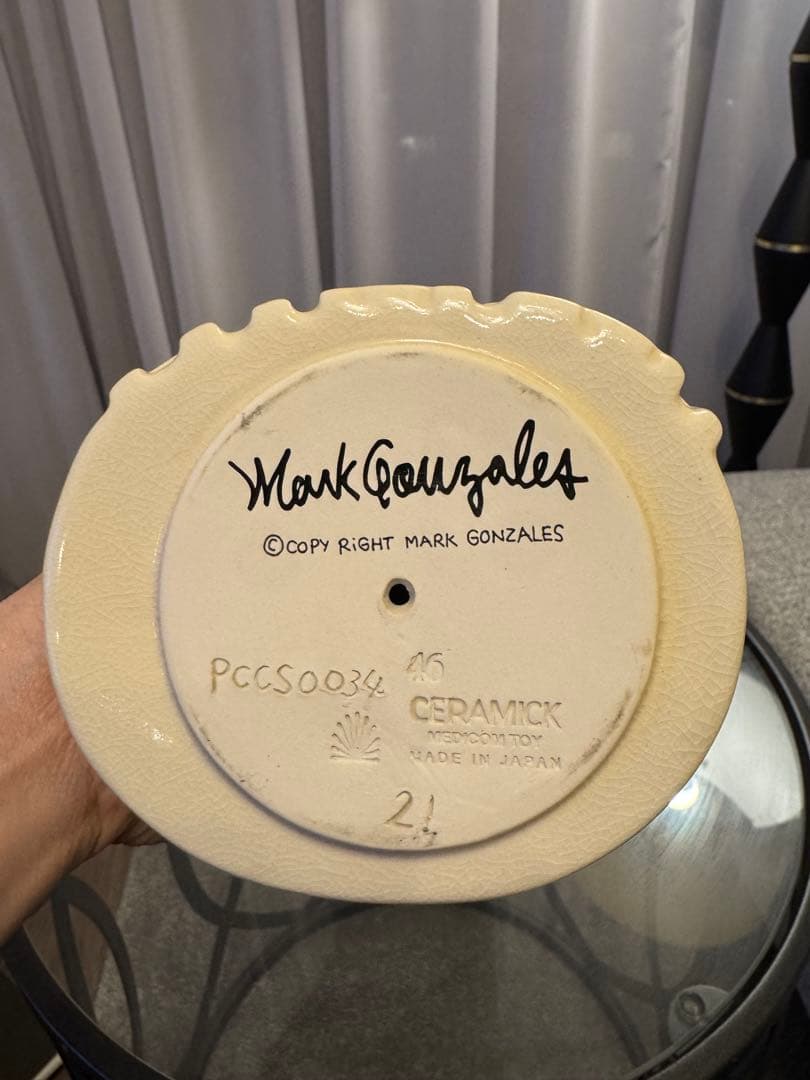 Mark Gonzales
©COPY RiGHT MARK GONZALES
PCCS0034 46
CERAMICK
MEDICOM TOY
MADE IN JAPAN
21